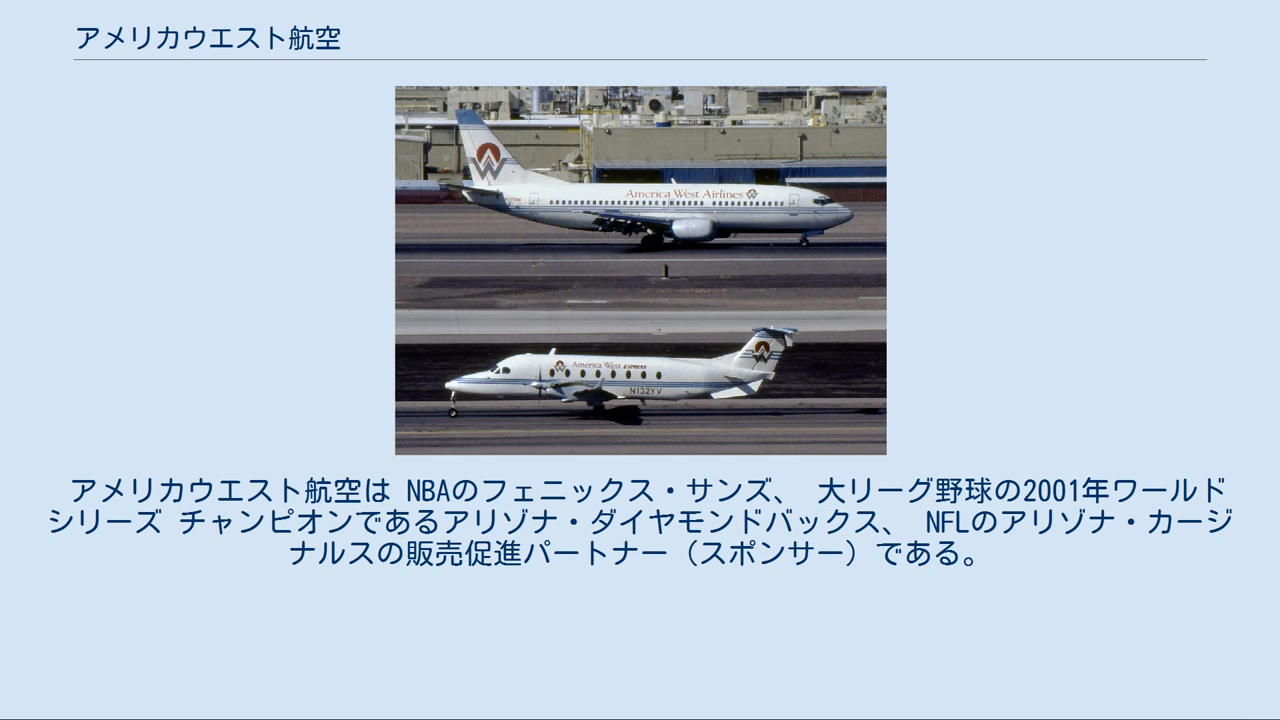 アメリカウエスト航空
America West Airlines
America West EXPRESS
N132YV
アメリカウエスト航空は NBAのフェニックス・サンズ、 大リーグ野球の2001年ワールド
シリーズ チャンピオンであるアリゾナ・ダイヤモンドバックス、 NFLのアリゾナ・カージ
ナルスの販売促進パートナー（スポンサー）である。